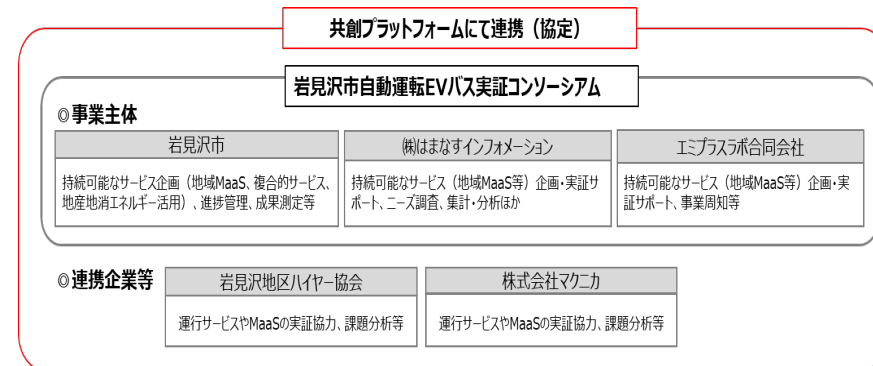 共創プラットフォームにて連携（協定）
岩見沢市自動運転EVバス実証コンソーシアム
◎事業主体
岩見沢市
持続可能なサービス企画（地域MaaS、複合的サービス、
地産地消エネルギー活用）、進捗管理、成果測定等
㈱はまなすインフォメーション
持続可能なサービス（地域MaaS等）企画・実証サ
ポート、ニーズ調査、集計・分析ほか
エミプラスラボ合同会社
持続可能なサービス（地域MaaS等）企画・実
証サポート、事業周知等
◎連携企業等
岩見沢地区ハイヤー協会
運行サービスやMaaSの実証協力、課題分析等
株式会社マクニカ
運行サービスやMaaSの実証協力、課題分析等